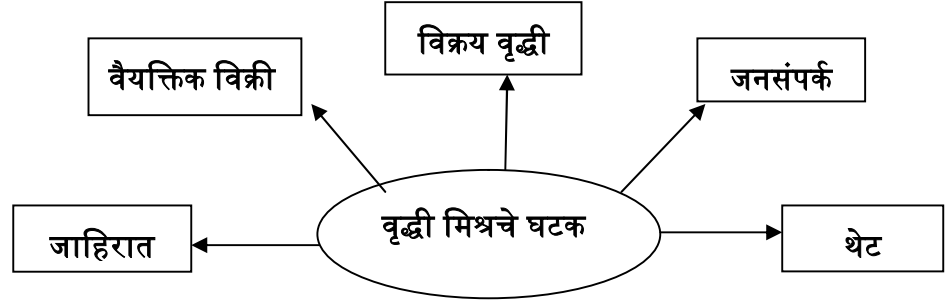 विक्रय वृद्धी
वैयक्तिक विक्री
जनसंपर्क
वृद्धी मिश्रचे घटक
जाहिरात
थेट